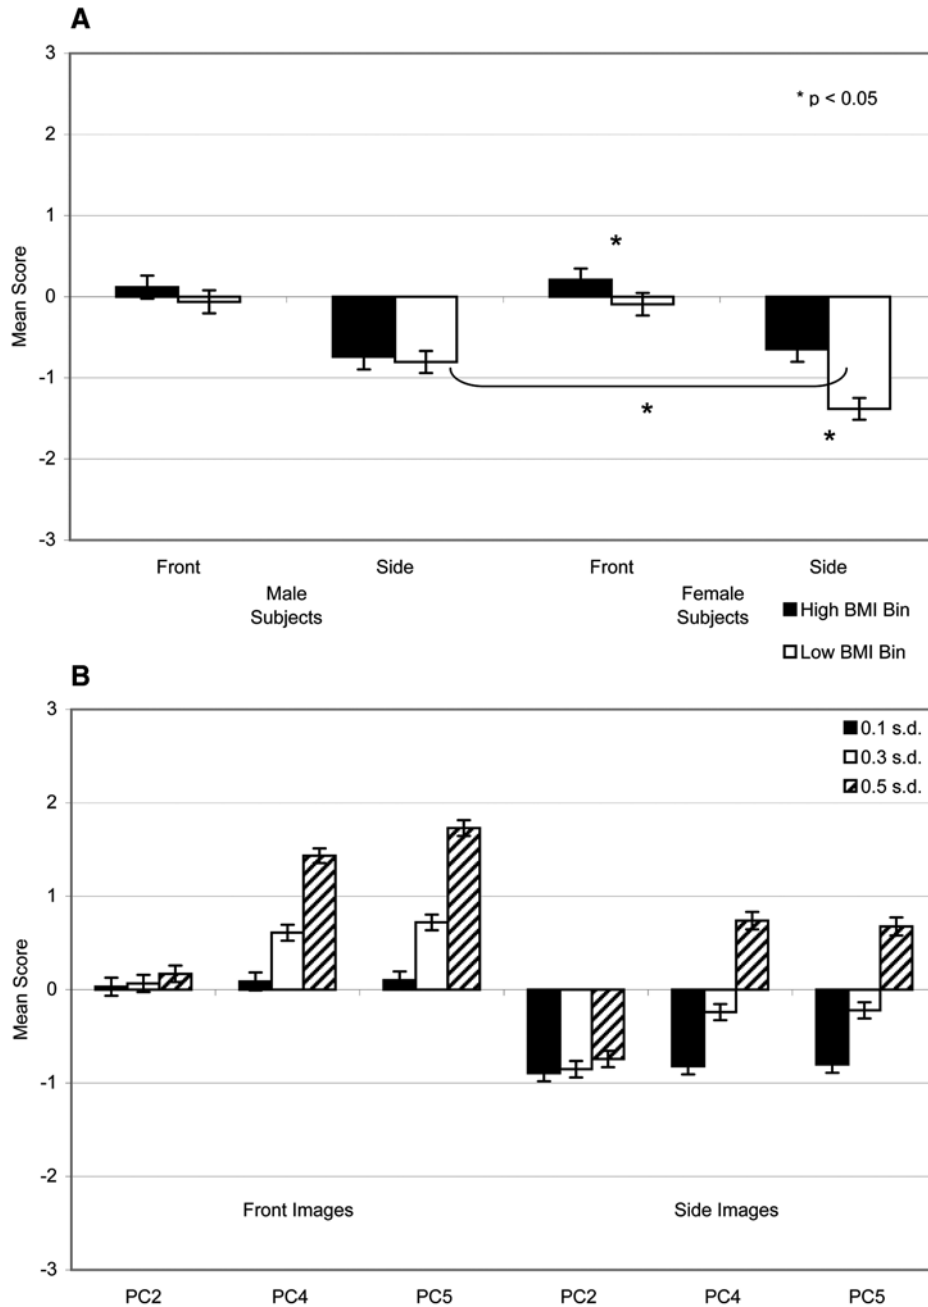 A
3
* p < 0.05
2
1
*
Mean Score
0
-1
*
*
-2
-3
Front Side Front Side
Male Subjects
Female Subjects
High BMI Bin
Low BMI Bin
B
3
0.1 s.d.
0.3 s.d.
0.5 s.d.
2
1
Mean Score
0
-1
-2
Front Images Side Images
-3
PC2 PC4 PC5 PC2 PC4 PC5